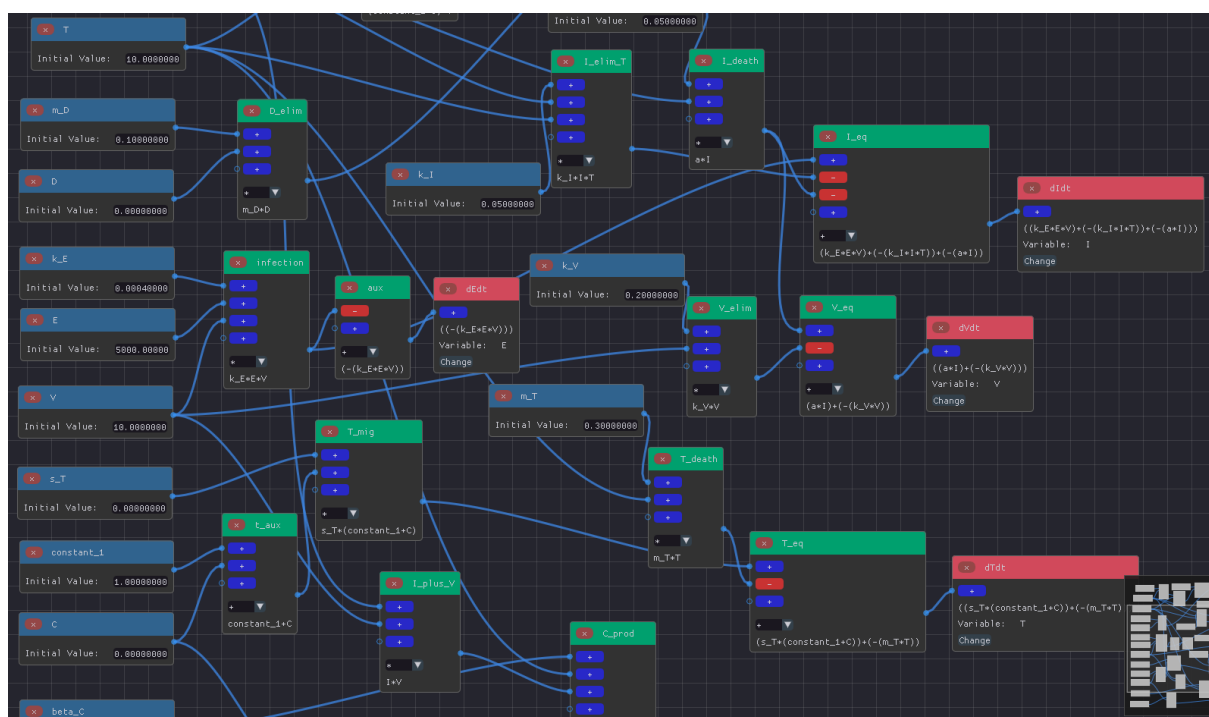 (constant_1+C)*T
Initial Value: 0.05000000
T
Initial Value: 10.0000000
I_elim_T
+
+
+
+
+
k_I*I*T
I_death
+
+
+
*
a*I
m_D
Initial Value: 0.10000000
D_elim
+
+
+
*
m_D*D
I_eq
+
-
-
+
+
(k_E*E*V)+(-(k_I*I*T))+(-(a*I))
D
Initial Value: 0.00000000
k_I
Initial Value: 0.05000000
dIdt
+
((k_E*E*V)+(-(k_I*I*T))+(-(a*I)))
Variable: I
Change
k_E
Initial Value: 0.00040000
infection
+
+
+
+
*
k_E*E*V
aux
-
+
+
(-(k_E*E*V))
dEdt
+
((-(k_E*E*V)))
Variable: E
Change
k_V
Initial Value: 0.20000000
V_elim
+
+
+
*
k_V*V
V_eq
+
-
+
+
(a*I)+(-(k_V*V))
dVdt
+
((a*I)+(-(k_V*V)))
Variable: V
Change
E
Initial Value: 5000.00000
V
Initial Value: 10.0000000
m_T
Initial Value: 0.30000000
T_mig
+
+
+
*
s_T*(constant_1+C)
T_death
+
+
+
*
m_T*T
s_T
Initial Value: 0.00000000
t_aux
+
+
+
+
constant_1+C
T_eq
+
-
+
+
(s_T*(constant_1+C))+(-(m_T*T))
dTdt
+
((s_T*(constant_1+C))+(-(m_T*T)
Variable: T
Change
constant_1
Initial Value: 1.00000000
I_plus_V
+
+
+
*
I*V
C
Initial Value: 0.00000000
C_prod
+
+
+
+
beta_C